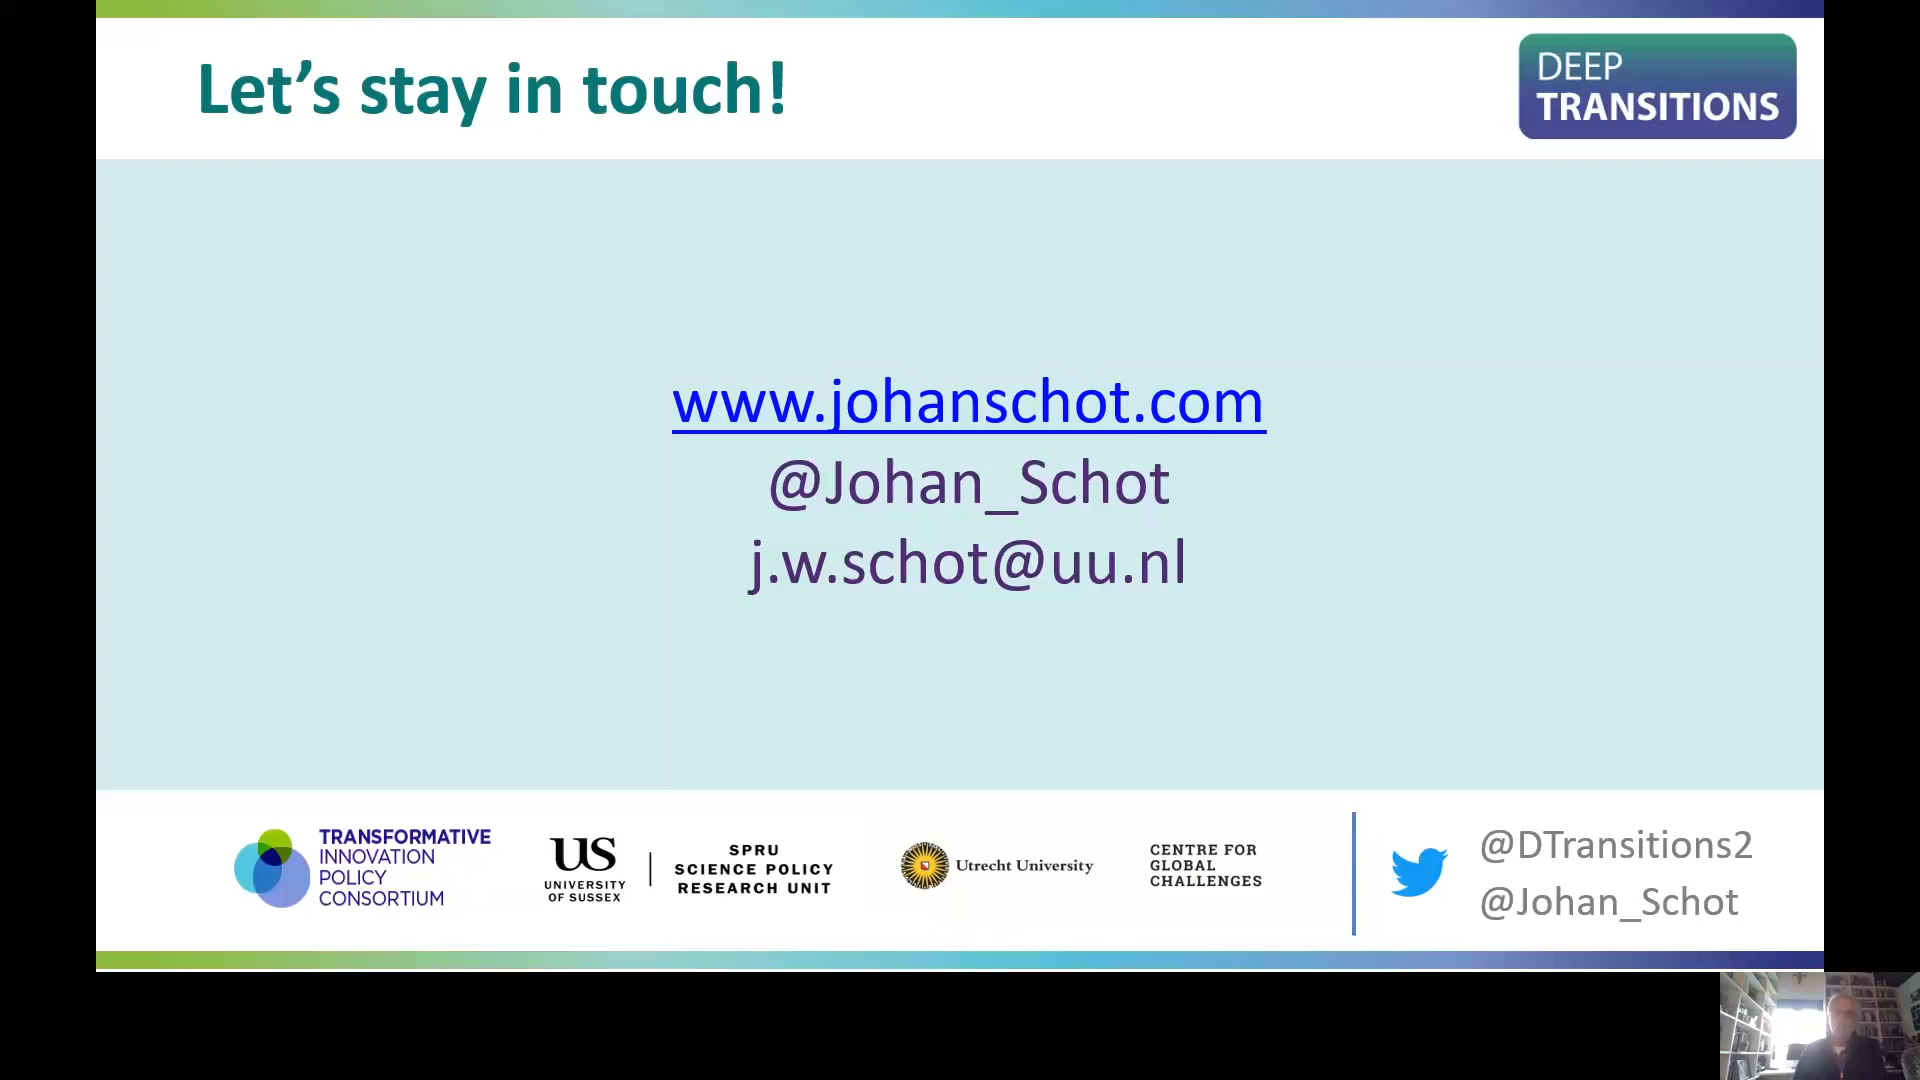 Let’s stay in touch!
DEEP
TRANSITIONS
www.johanschot.com
@Johan_Schot
j.w.schot@uu.nl
TRANSFORMATIVE
INNOVATION
POLICY
CONSORTIUM
US
UNIVERSITY
OF SUSSEX
SPRU
SCIENCE POLICY
RESEARCH UNIT
Utrecht University
CENTRE FOR
GLOBAL
CHALLENGES
@DTransitions2
@Johan_Schot